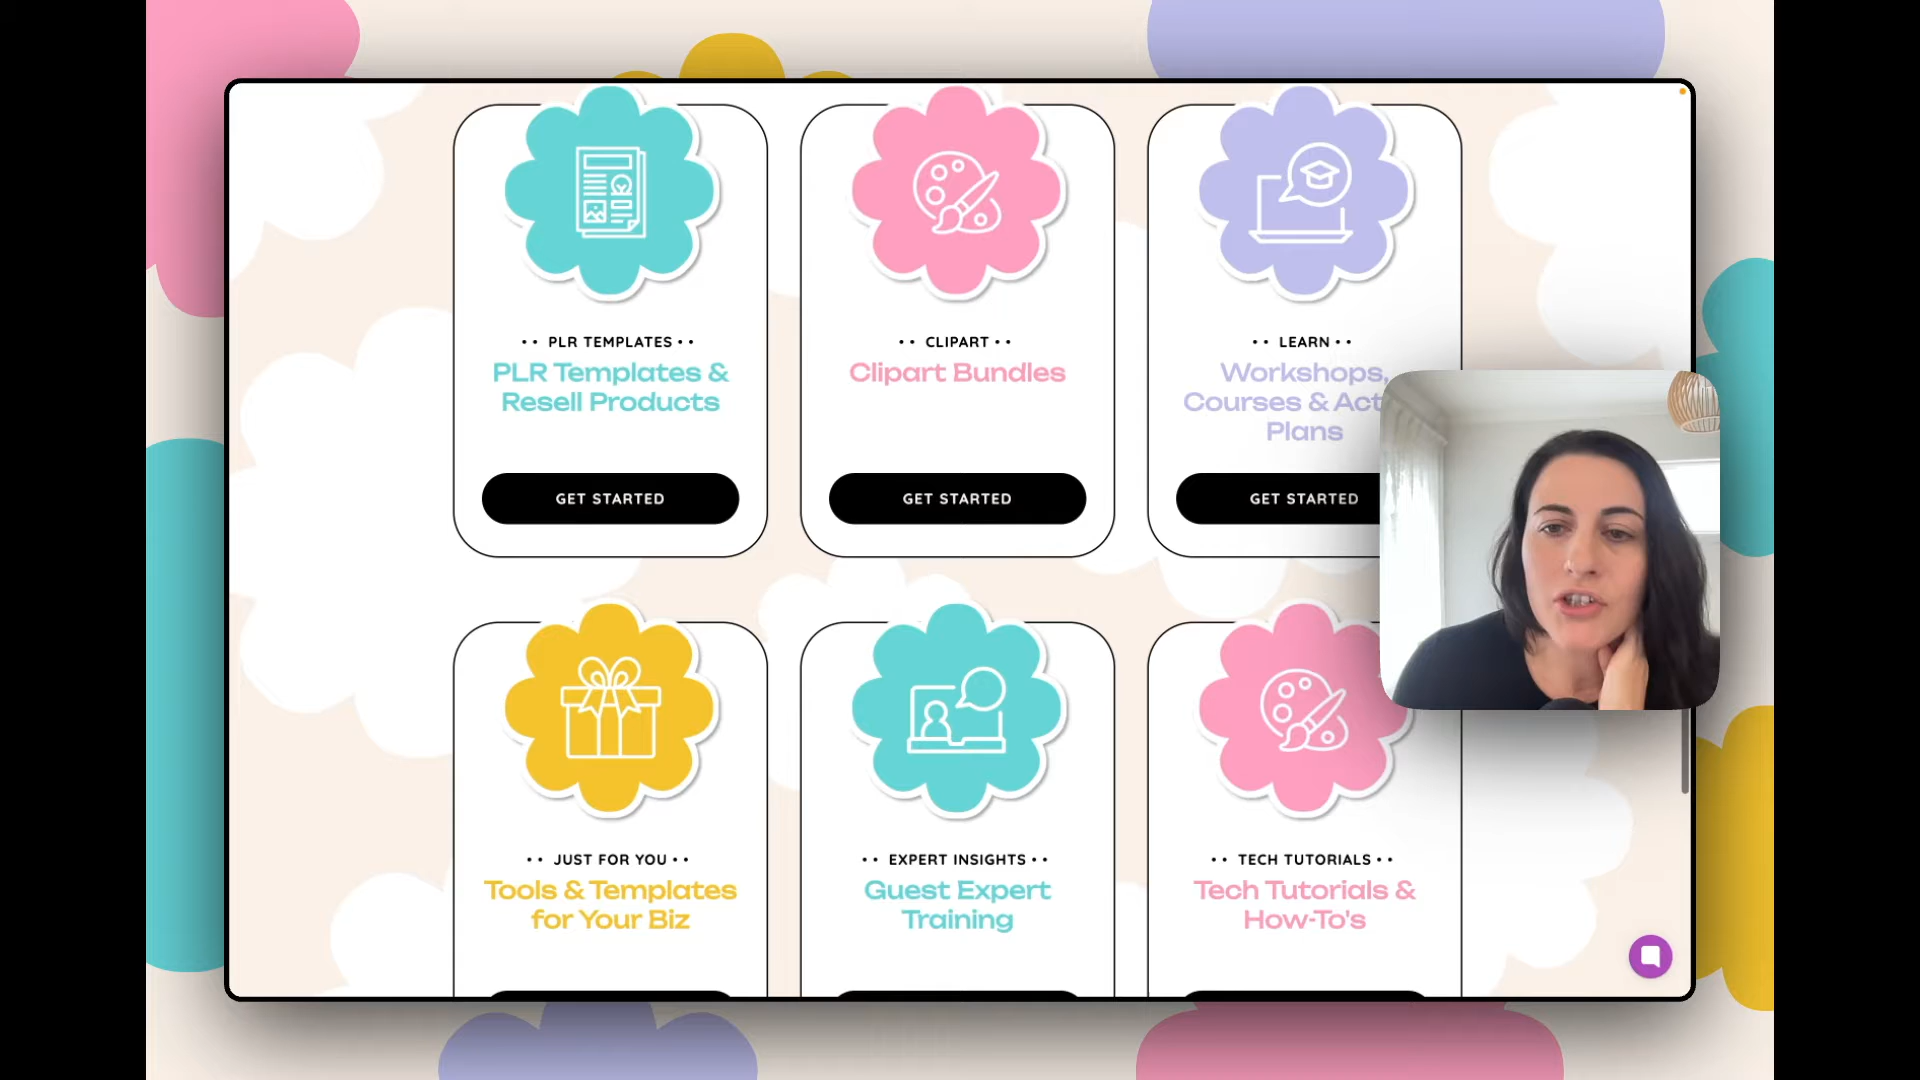 •• PLR TEMPLATES ••
PLR Templates &
Resell Products
GET STARTED
•• CLIPART ••
Clipart Bundles
GET STARTED
•• LEARN ••
Workshops,
Courses & Act
Plans
GET STARTED
•• JUST FOR YOU ••
Tools & Templates
for Your Biz
•• EXPERT INSIGHTS ••
Guest Expert
Training
•• TECH TUTORIALS ••
Tech Tutorials &
How-To's